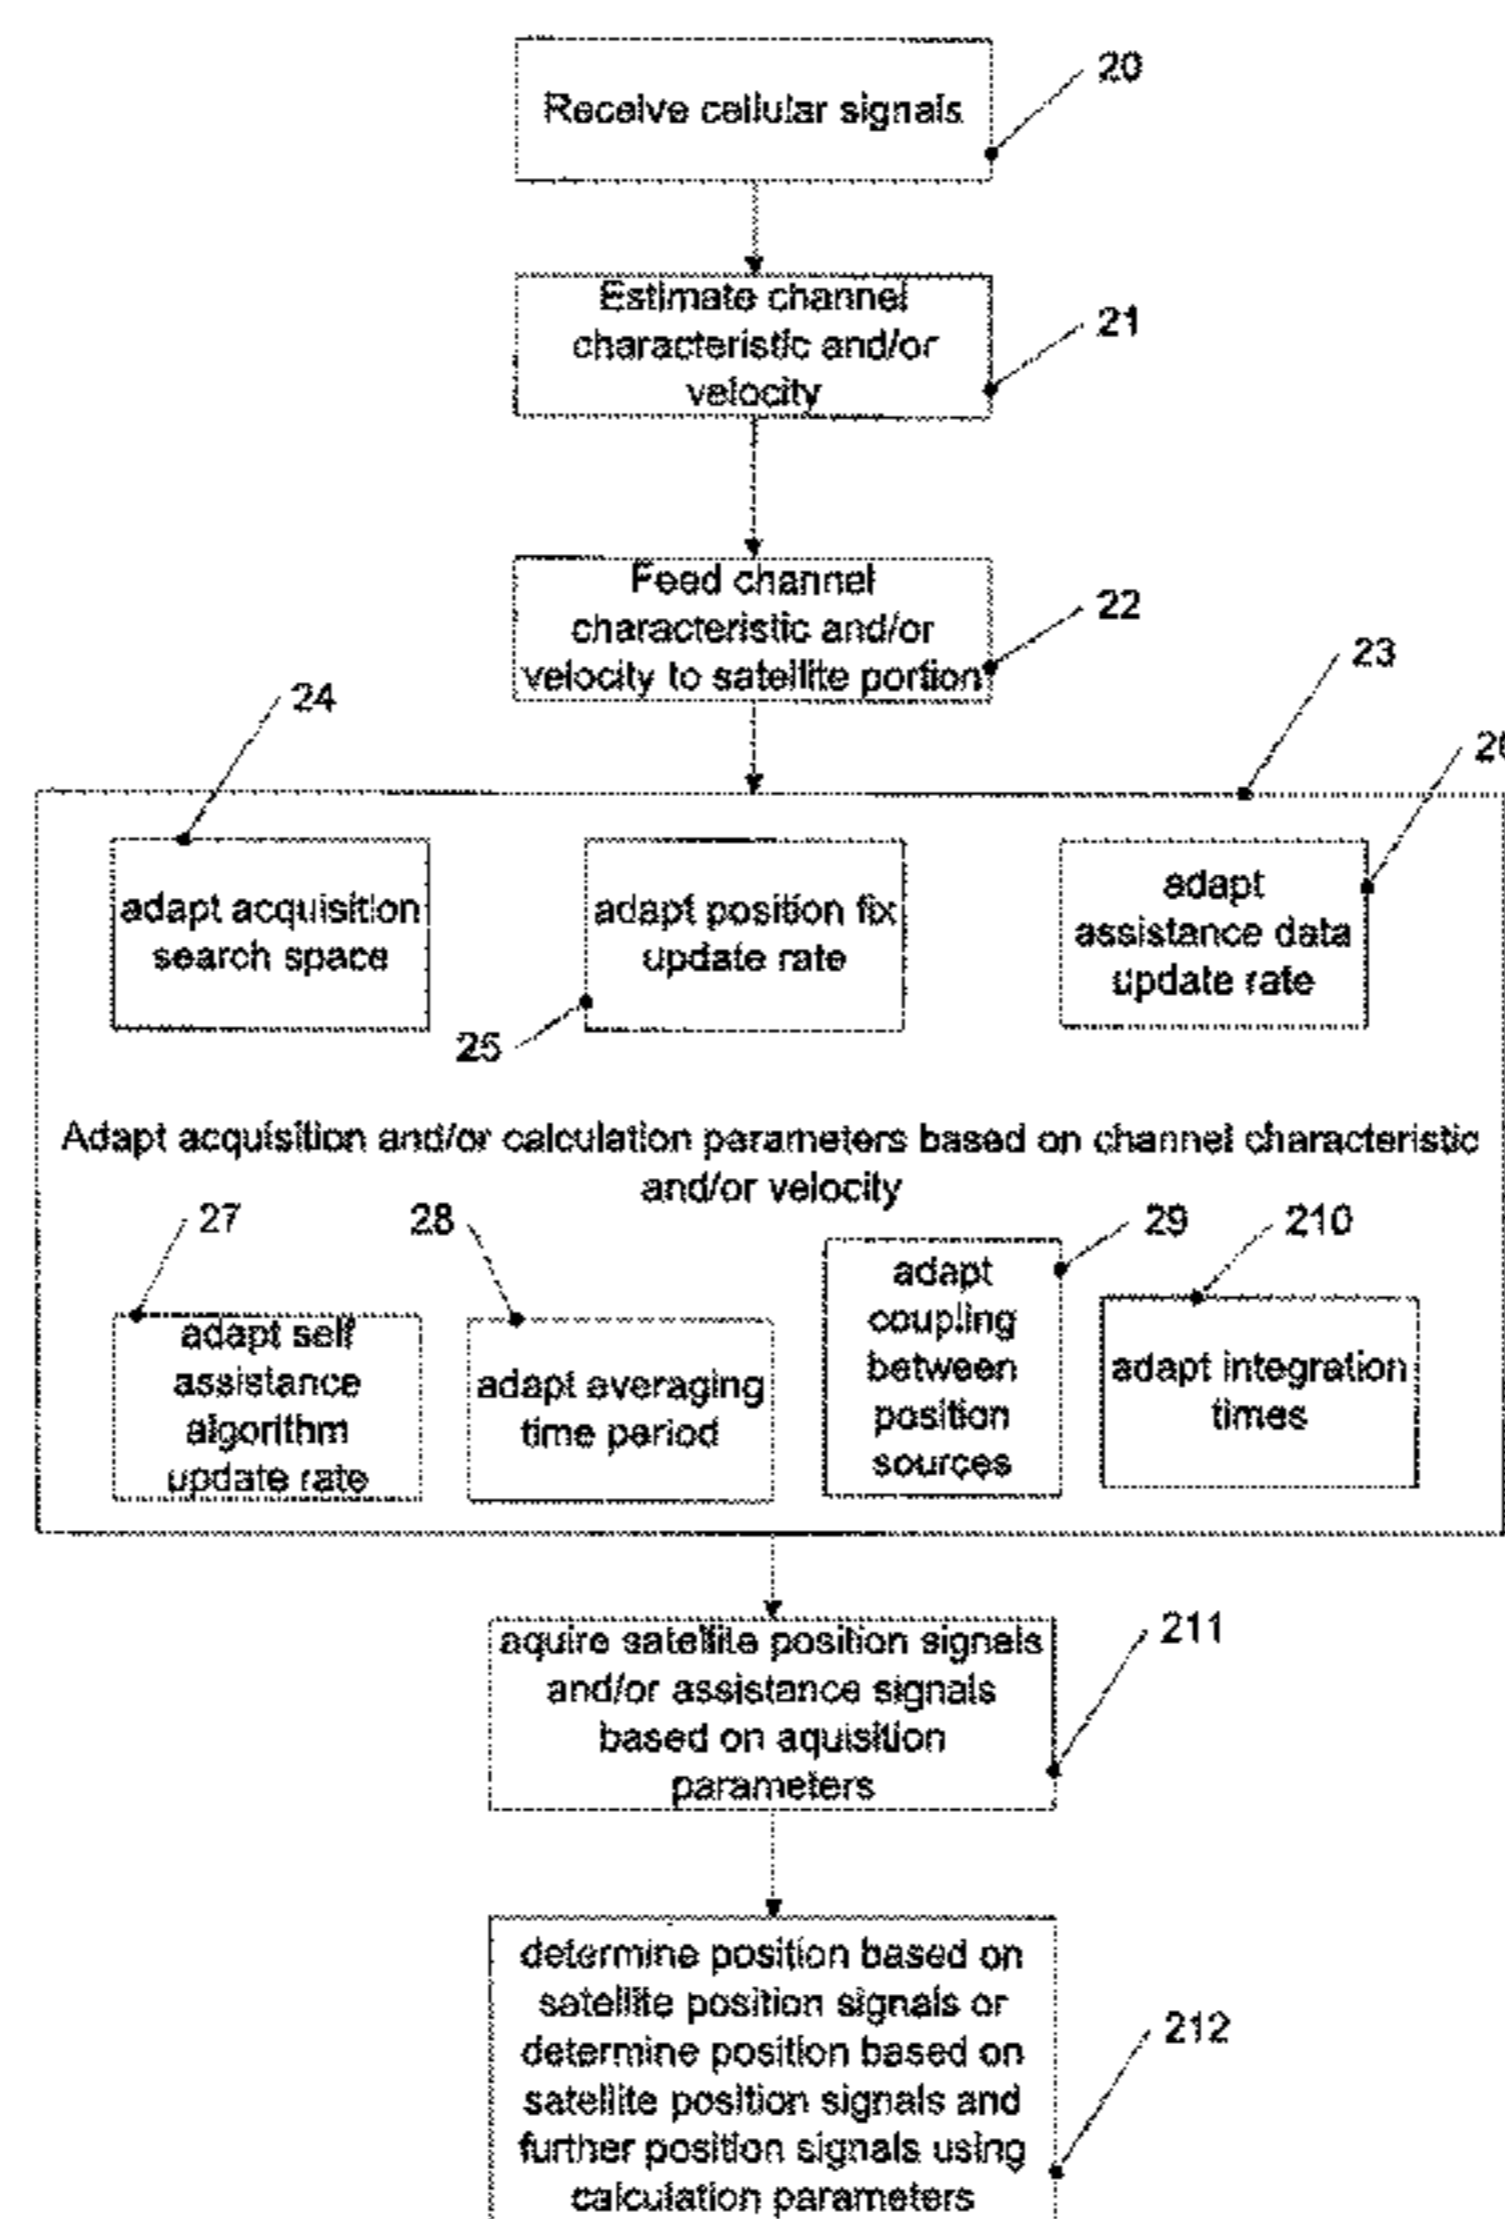 20
Receive cellular signals
Estimate channel
characteristic and/or
velocity
21
Feed channel
characteristic and/or
velocity to satellite portion
22
23
24
adapt acquisition
search space
adapt position fix
update rate
25
adapt
assistance data
update rate
Adapt acquisition and/or calculation parameters based on channel characteristic
and/or velocity
27
adapt self
assistance
algorithm
update rate
28
adapt averaging
time period
29
adapt
coupling
between
position
sources
210
adapt integration
times
aquire satellite position signals
and/or assistance signals
based on aquisition
parameters
211
determine position based on
satellite position signals or
determine position based on
satellite position signals and
further position signals using
calculation parameters
212